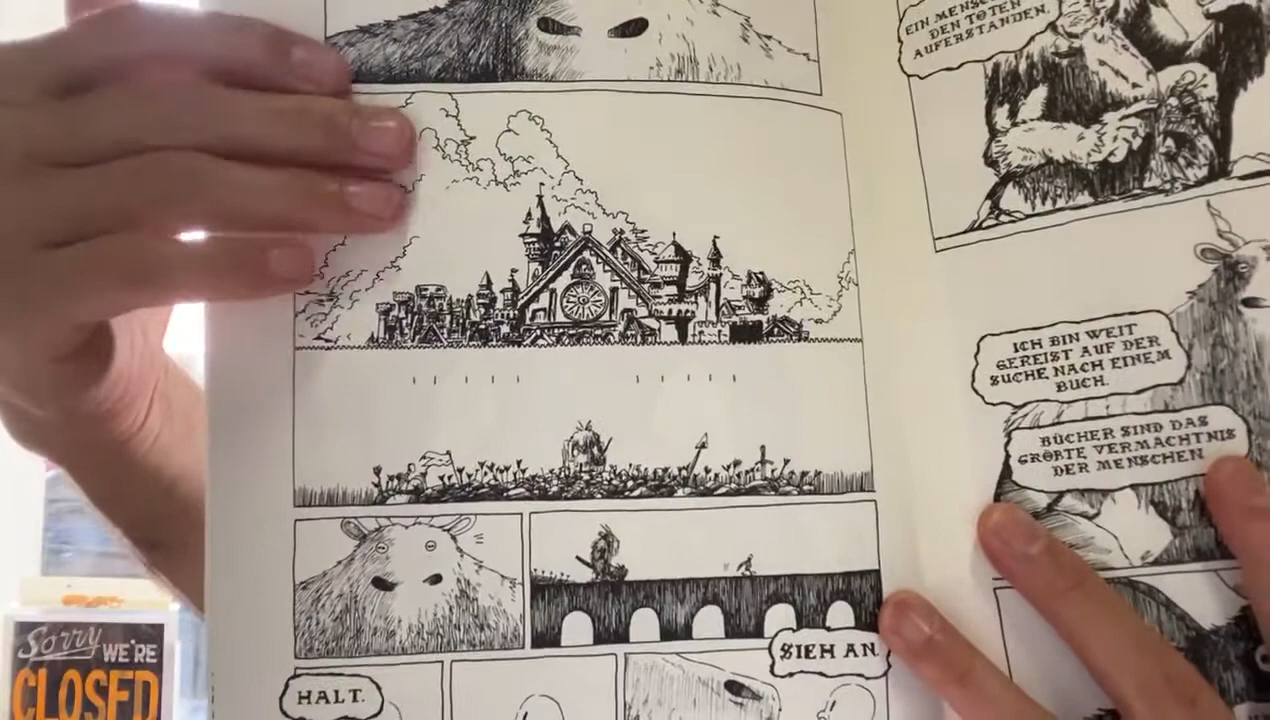 HALT.
SIEH AN.
EIN MENSCH
DEN TOTEN
AUFERSTANDEN.
ICH BIN WEIT
GEREIST AUF DER
SUCHE NACH EINEM
BUCH.
BÜCHER SIND DAS
GRÖẞTE VERMÄCHTNIS
DER MENSCHEN.
Sorry
WE'RE
CLOSED